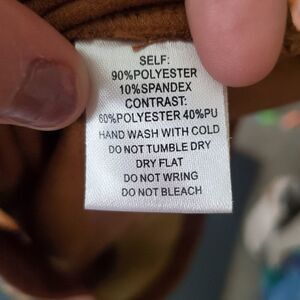 SELF:
90%POLYESTER
10%SPANDEX
CONTRAST:
60%POLYESTER 40%PU
HAND WASH WITH COLD
DO NOT TUMBLE DRY
DRY FLAT
DO NOT WRING
DO NOT BLEACH